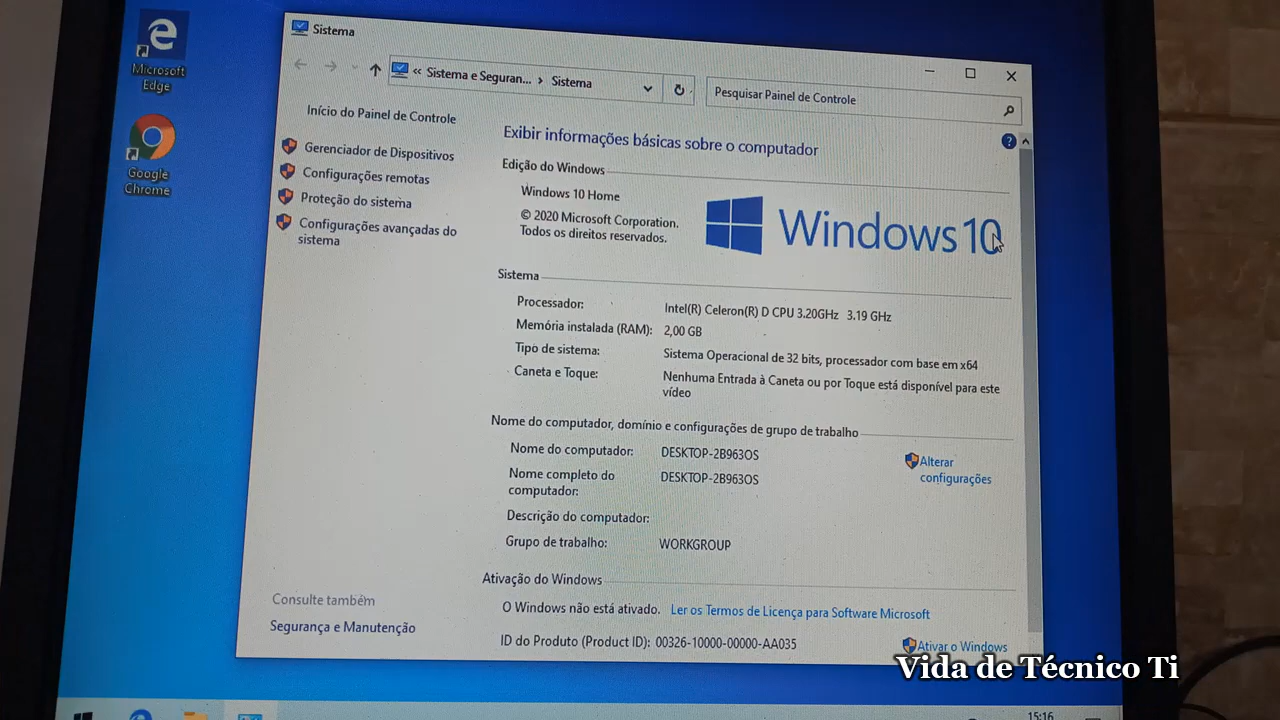 Microsoft
Edge
Google
Chrome
Sistema
« Sistema e Seguran... › Sistema
Pesquisar Painel de Controle
Início do Painel de Controle
Gerenciador de Dispositivos
Configurações remotas
Proteção do sistema
Configurações avançadas do
sistema
Exibir informações básicas sobre o computador
Edição do Windows
Windows 10 Home
© 2020 Microsoft Corporation.
Todos os direitos reservados.
Windows 10
Sistema
Processador: Intel(R) Celeron(R) D CPU 3.20GHz 3.19 GHz
Memória instalada (RAM): 2,00 GB
Tipo de sistema: Sistema Operacional de 32 bits, processador com base em x64
Caneta e Toque: Nenhuma Entrada à Caneta ou por Toque está disponível para este
vídeo
Nome do computador, domínio e configurações de grupo de trabalho
Nome do computador: DESKTOP-2B963OS
Alterar
configurações
Nome completo do
computador: DESKTOP-2B963OS
Descrição do computador:
Grupo de trabalho: WORKGROUP
Ativação do Windows
O Windows não está ativado. Ler os Termos de Licença para Software Microsoft
ID do Produto (Product ID): 00326-10000-00000-AA035
Ativar o Windows
Consulte também
Segurança e Manutenção
Vida de Técnico Ti
15:16